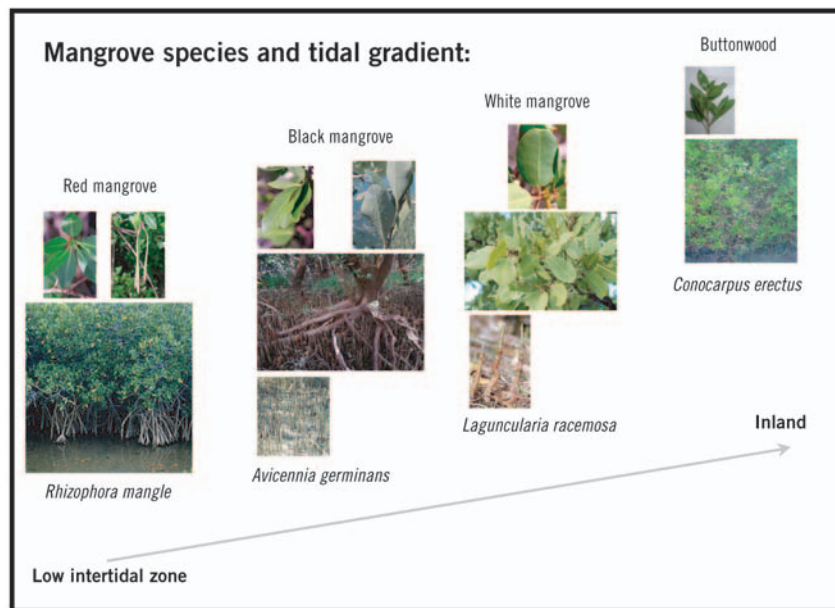 Mangrove species and tidal gradient:
Red mangrove
Rhizophora mangle
Black mangrove
Avicennia germinans
White mangrove
Laguncularia racemosa
Buttonwood
Conocarpus erectus
Low intertidal zone
Inland